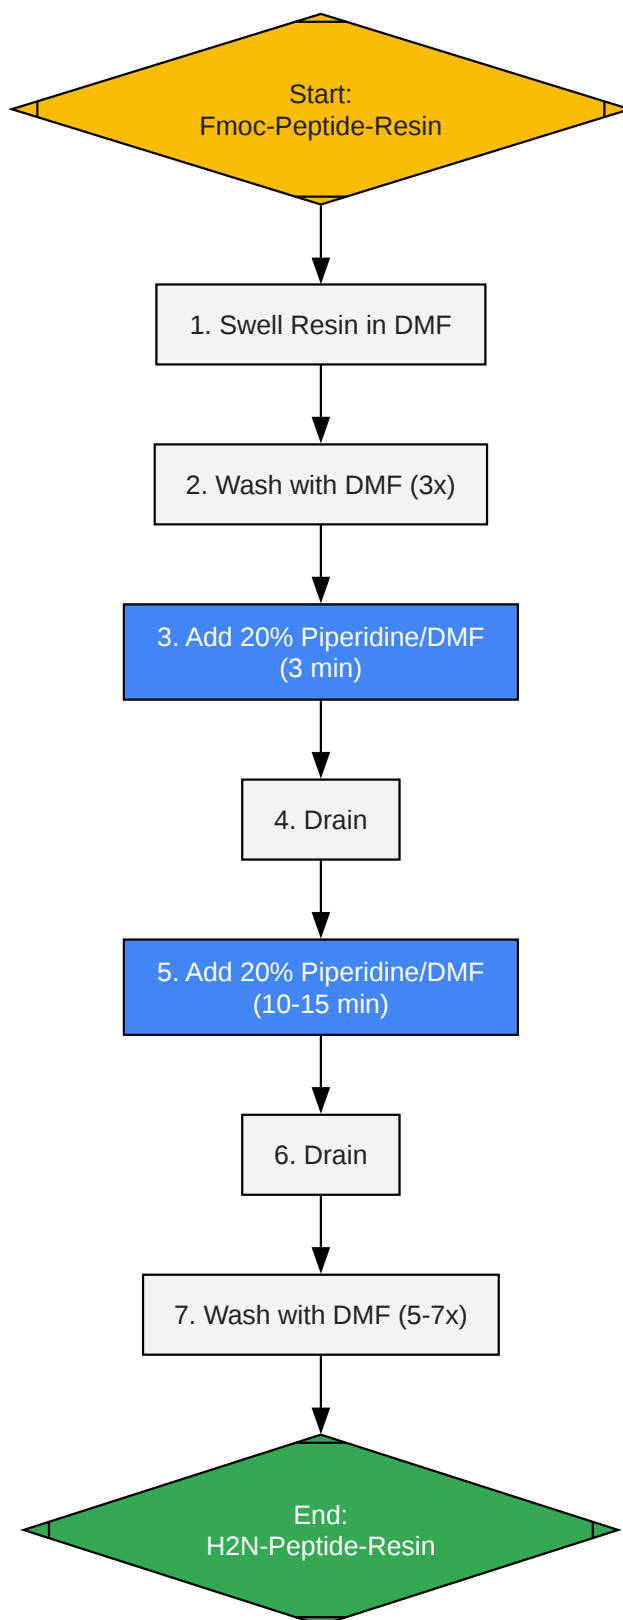 Start:
Fmoc-Peptide-Resin
1. Swell Resin in DMF
2. Wash with DMF (3x)
3. Add 20% Piperidine/DMF
(3 min)
4. Drain
5. Add 20% Piperidine/DMF
(10-15 min)
6. Drain
7. Wash with DMF (5-7x)
End:
H2N-Peptide-Resin